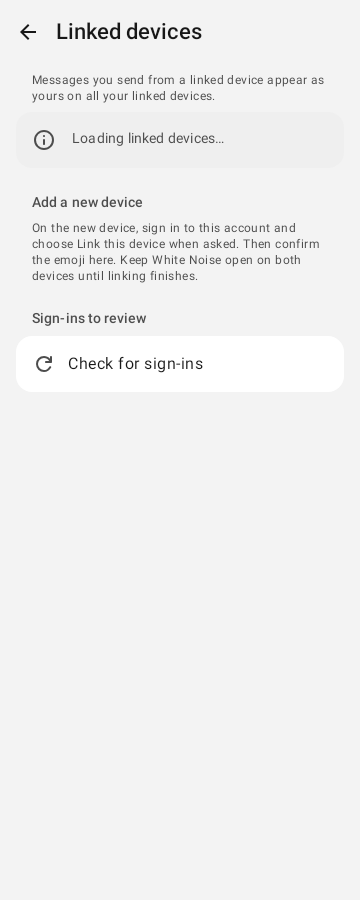 Linked devices
Messages you send from a linked device appear as
yours on all your linked devices.
Loading linked devices…
Add a new device
On the new device, sign in to this account and
choose Link this device when asked. Then confirm
the emoji here. Keep White Noise open on both
devices until linking finishes.
Sign-ins to review
Check for sign-ins